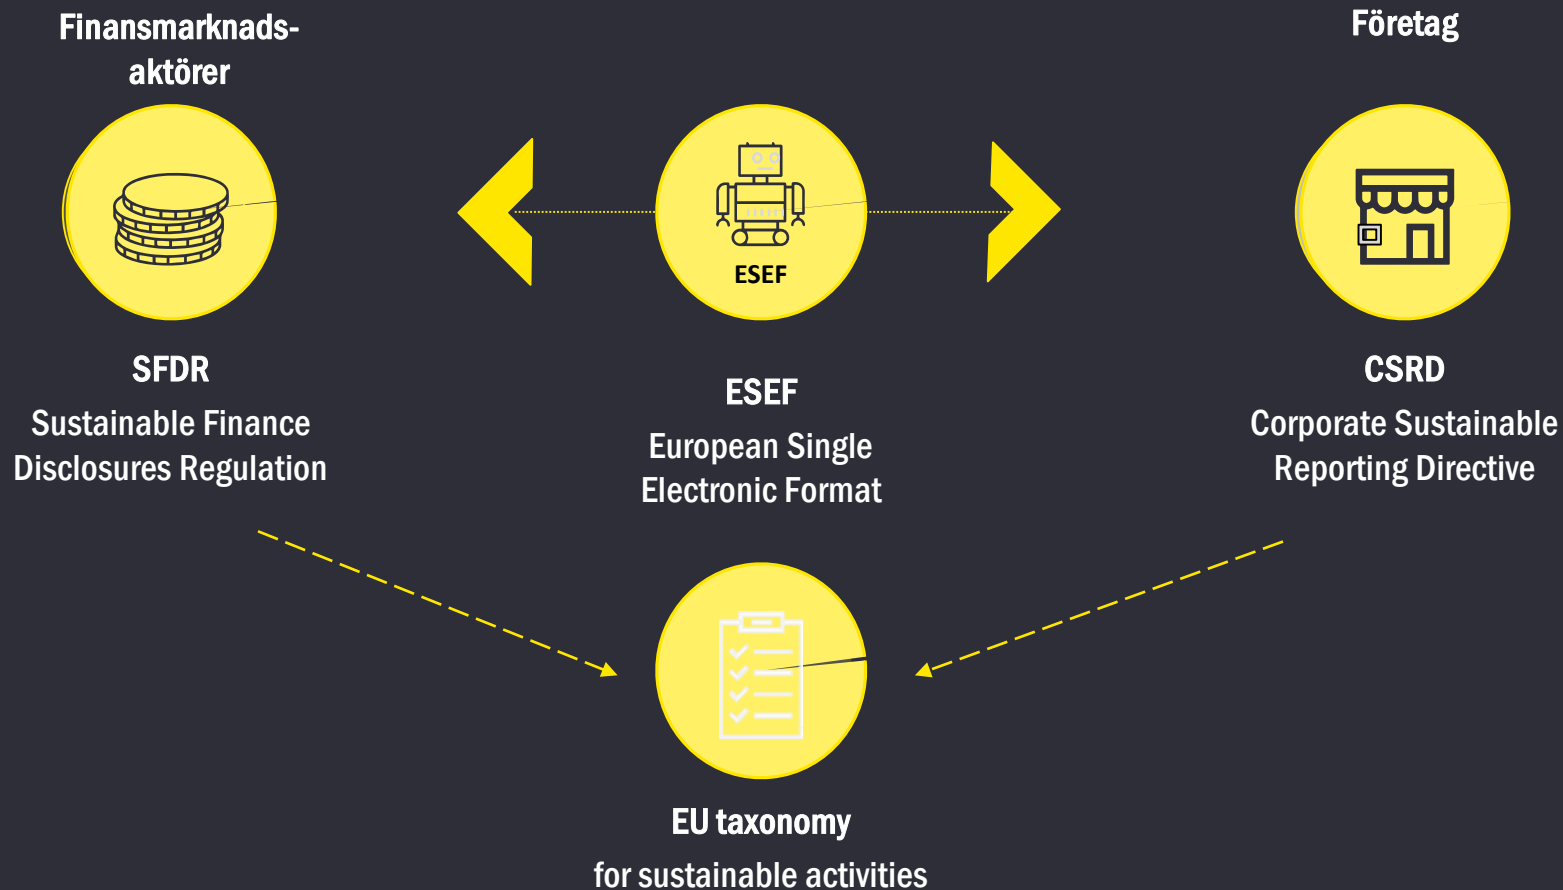 Finansmarknads-
aktörer
Företag
ESEF
SFDR
Sustainable Finance
Disclosures Regulation
ESEF
European Single
Electronic Format
CSRD
Corporate Sustainable
Reporting Directive
EU taxonomy
for sustainable activities